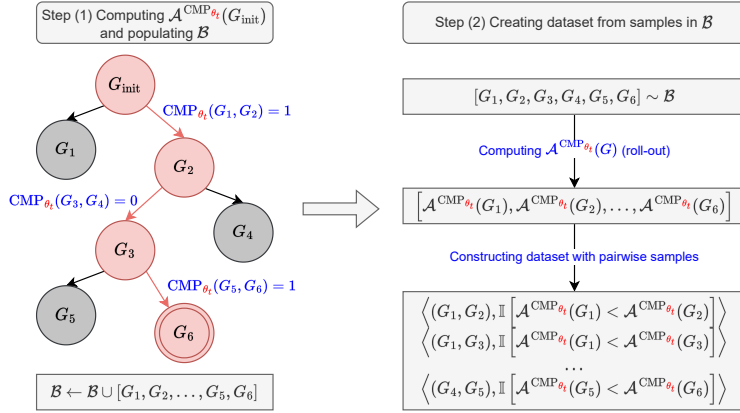 Step (1) Computing 𝒜^{CMP_{θ_t}}(G_init)
and populating ℬ
G_init
CMP_{θ_t}(G_1, G_2) = 1
G_1
G_2
CMP_{θ_t}(G_3, G_4) = 0
G_4
G_3
CMP_{θ_t}(G_5, G_6) = 1
G_5
G_6
ℬ ← ℬ ∪ [G_1, G_2, …, G_5, G_6]
Step (2) Creating dataset from samples in ℬ
[G_1, G_2, G_3, G_4, G_5, G_6] ∼ ℬ
Computing 𝒜^{CMP_{θ_t}}(G) (roll-out)
[𝒜^{CMP_{θ_t}}(G_1), 𝒜^{CMP_{θ_t}}(G_2), …, 𝒜^{CMP_{θ_t}}(G_6)]
Constructing dataset with pairwise samples
⟨(G_1, G_2), 𝕀[𝒜^{CMP_{θ_t}}(G_1) < 𝒜^{CMP_{θ_t}}(G_2)]⟩
⟨(G_1, G_3), 𝕀[𝒜^{CMP_{θ_t}}(G_1) < 𝒜^{CMP_{θ_t}}(G_3)]⟩
…
⟨(G_4, G_5), 𝕀[𝒜^{CMP_{θ_t}}(G_5) < 𝒜^{CMP_{θ_t}}(G_6)]⟩